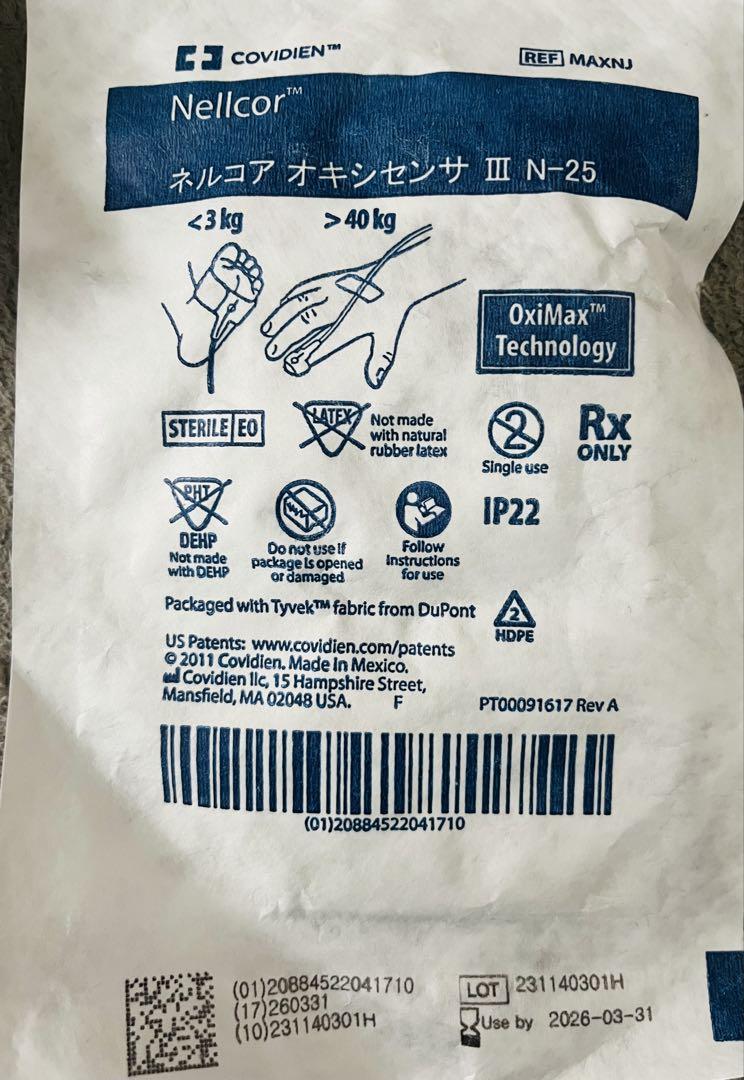 COVIDIEN™
REF MAXNJ
Nellcor™
ネルコア オキシセンサ III N-25
<3 kg
>40 kg
OxiMax™
Technology
STERILE EO
LATEX
Not made
with natural
rubber latex
2
Single use
Rx
ONLY
PHT
DEHP
Not made
with DEHP
Do not use if
package is opened
or damaged
Follow
instructions
for use
IP22
Packaged with Tyvek™ fabric from DuPont
2
HDPE
US Patents: www.covidien.com/patents
© 2011 Covidien. Made in Mexico.
Covidien llc, 15 Hampshire Street,
Mansfield, MA 02048 USA. F
PT00091617 Rev A
(01)20884522041710
(01)20884522041710
(17)260331
(10)231140301H
LOT 231140301H
Use by 2026-03-31